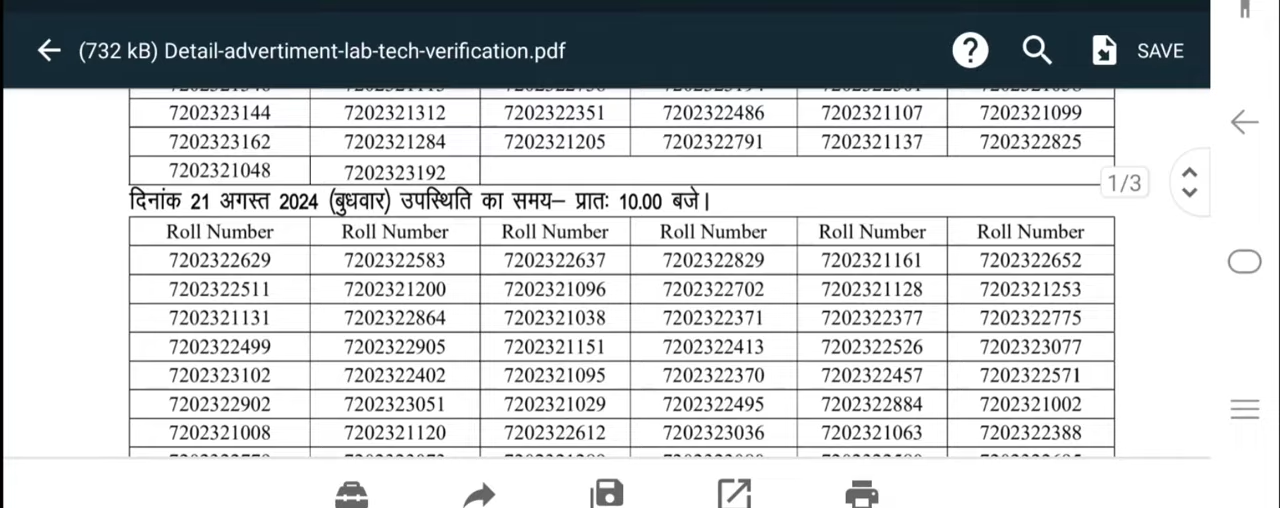 (732 kB) Detail-advertiment-lab-tech-verification.pdf
SAVE
7202323144 7202321312 7202322351 7202322486 7202321107 7202321099
7202323162 7202321284 7202321205 7202322791 7202321137 7202322825
7202321048 7202323192
1/3
दिनांक 21 अगस्त 2024 (बुधवार) उपस्थिति का समय– प्रातः 10.00 बजे।
Roll Number Roll Number Roll Number Roll Number Roll Number Roll Number
7202322629 7202322583 7202322637 7202322829 7202321161 7202322652
7202322511 7202321200 7202321096 7202322702 7202321128 7202321253
7202321131 7202322864 7202321038 7202322371 7202322377 7202322775
7202322499 7202322905 7202321151 7202322413 7202322526 7202323077
7202323102 7202322402 7202321095 7202322370 7202322457 7202322571
7202322902 7202323051 7202321029 7202322495 7202322884 7202321002
7202321008 7202321120 7202322612 7202323036 7202321063 7202322388